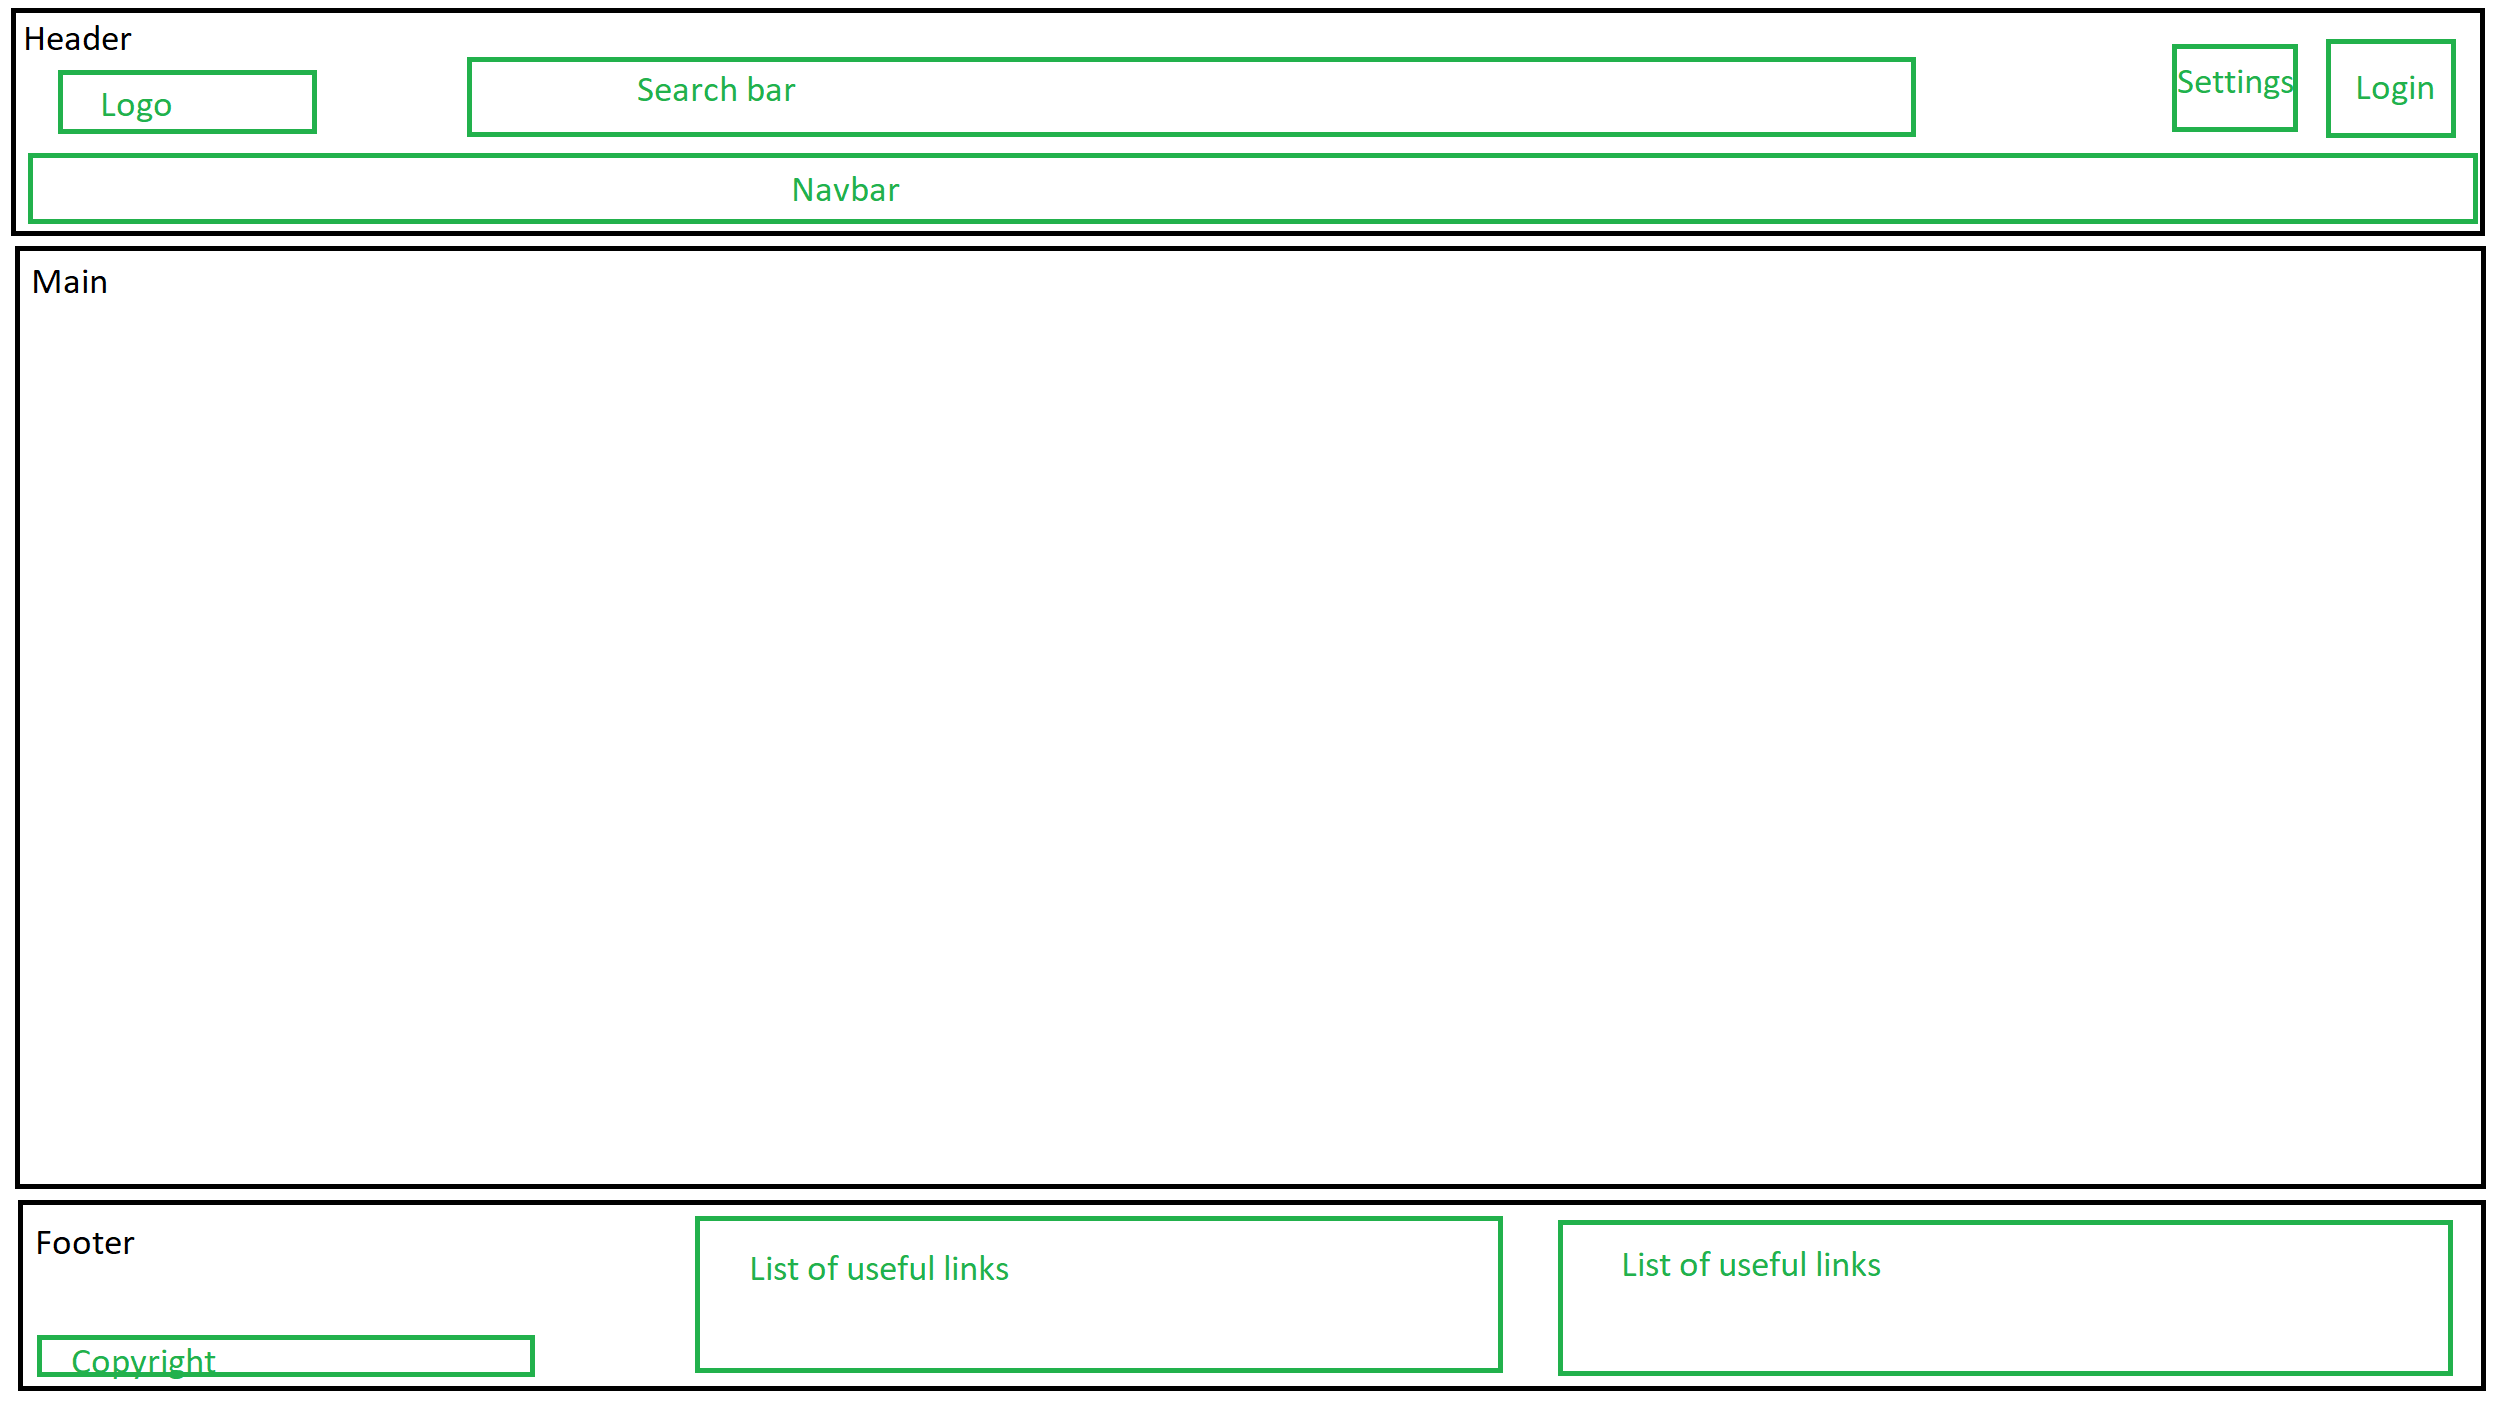 Header
Logo
Search bar
Settings
Login
Navbar
Main
Footer
List of useful links
List of useful links
Copyright